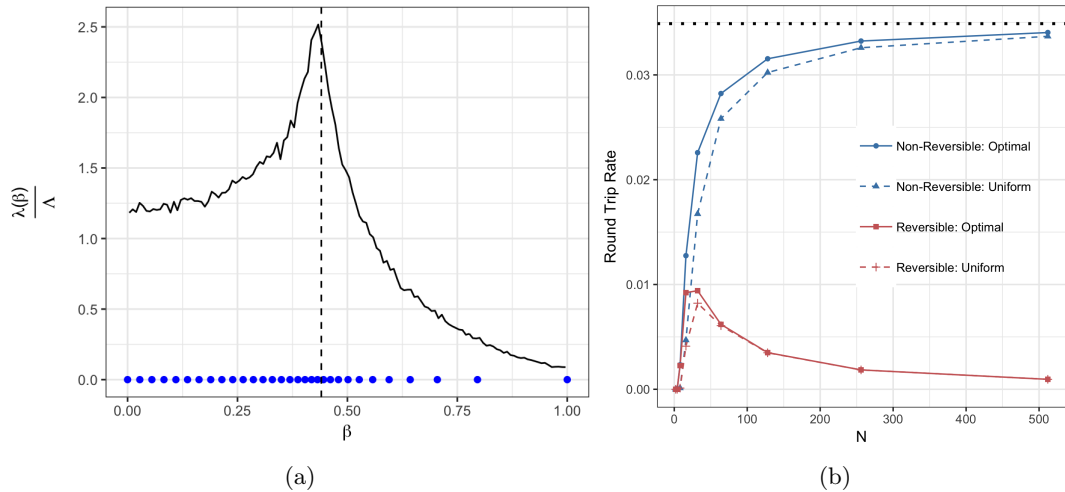 2.5
2.0
1.5
1.0
0.5
0.0
λ(β)
Λ
0.00 0.25 0.50 0.75 1.00
β
(a)
0.03
0.02
0.01
0.00
Round Trip Rate
Non-Reversible: Optimal
Non-Reversible: Uniform
Reversible: Optimal
Reversible: Uniform
0 100 200 300 400 500
N
(b)